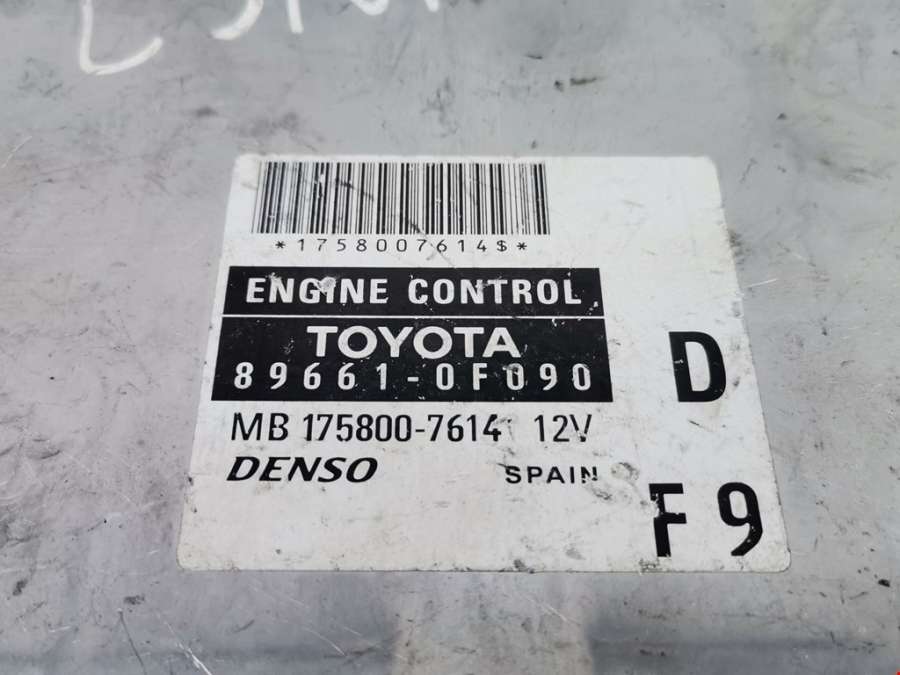 *1758007614$*
ENGINE CONTROL
TOYOTA
89661-0F090
D
MB 175800-7614 12V
DENSO SPAIN
F9